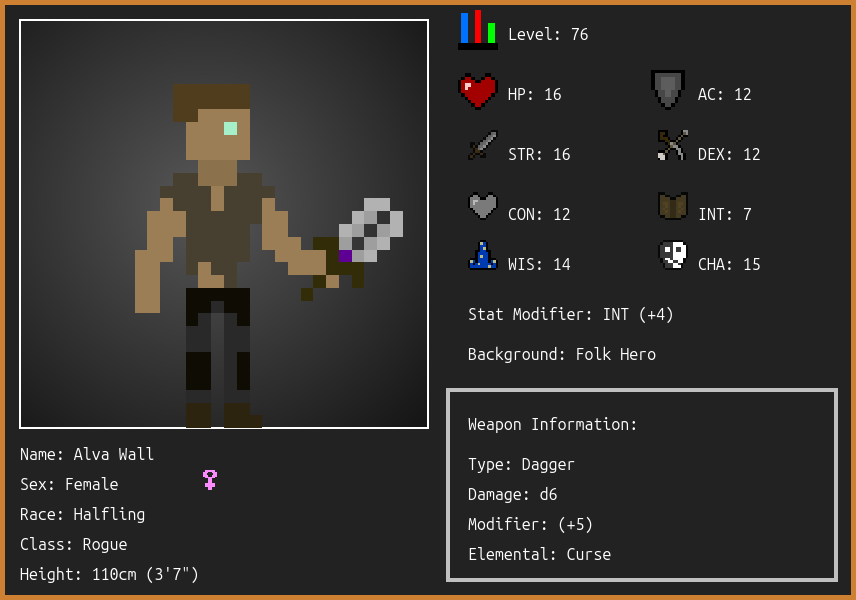 Level: 76
HP: 16
AC: 12
STR: 16
DEX: 12
CON: 12
INT: 7
WIS: 14
CHA: 15
Stat Modifier: INT (+4)
Background: Folk Hero
Weapon Information:
Type: Dagger
Damage: d6
Modifier: (+5)
Elemental: Curse
Name: Alva Wall
Sex: Female
Race: Halfling
Class: Rogue
Height: 110cm (3'7")